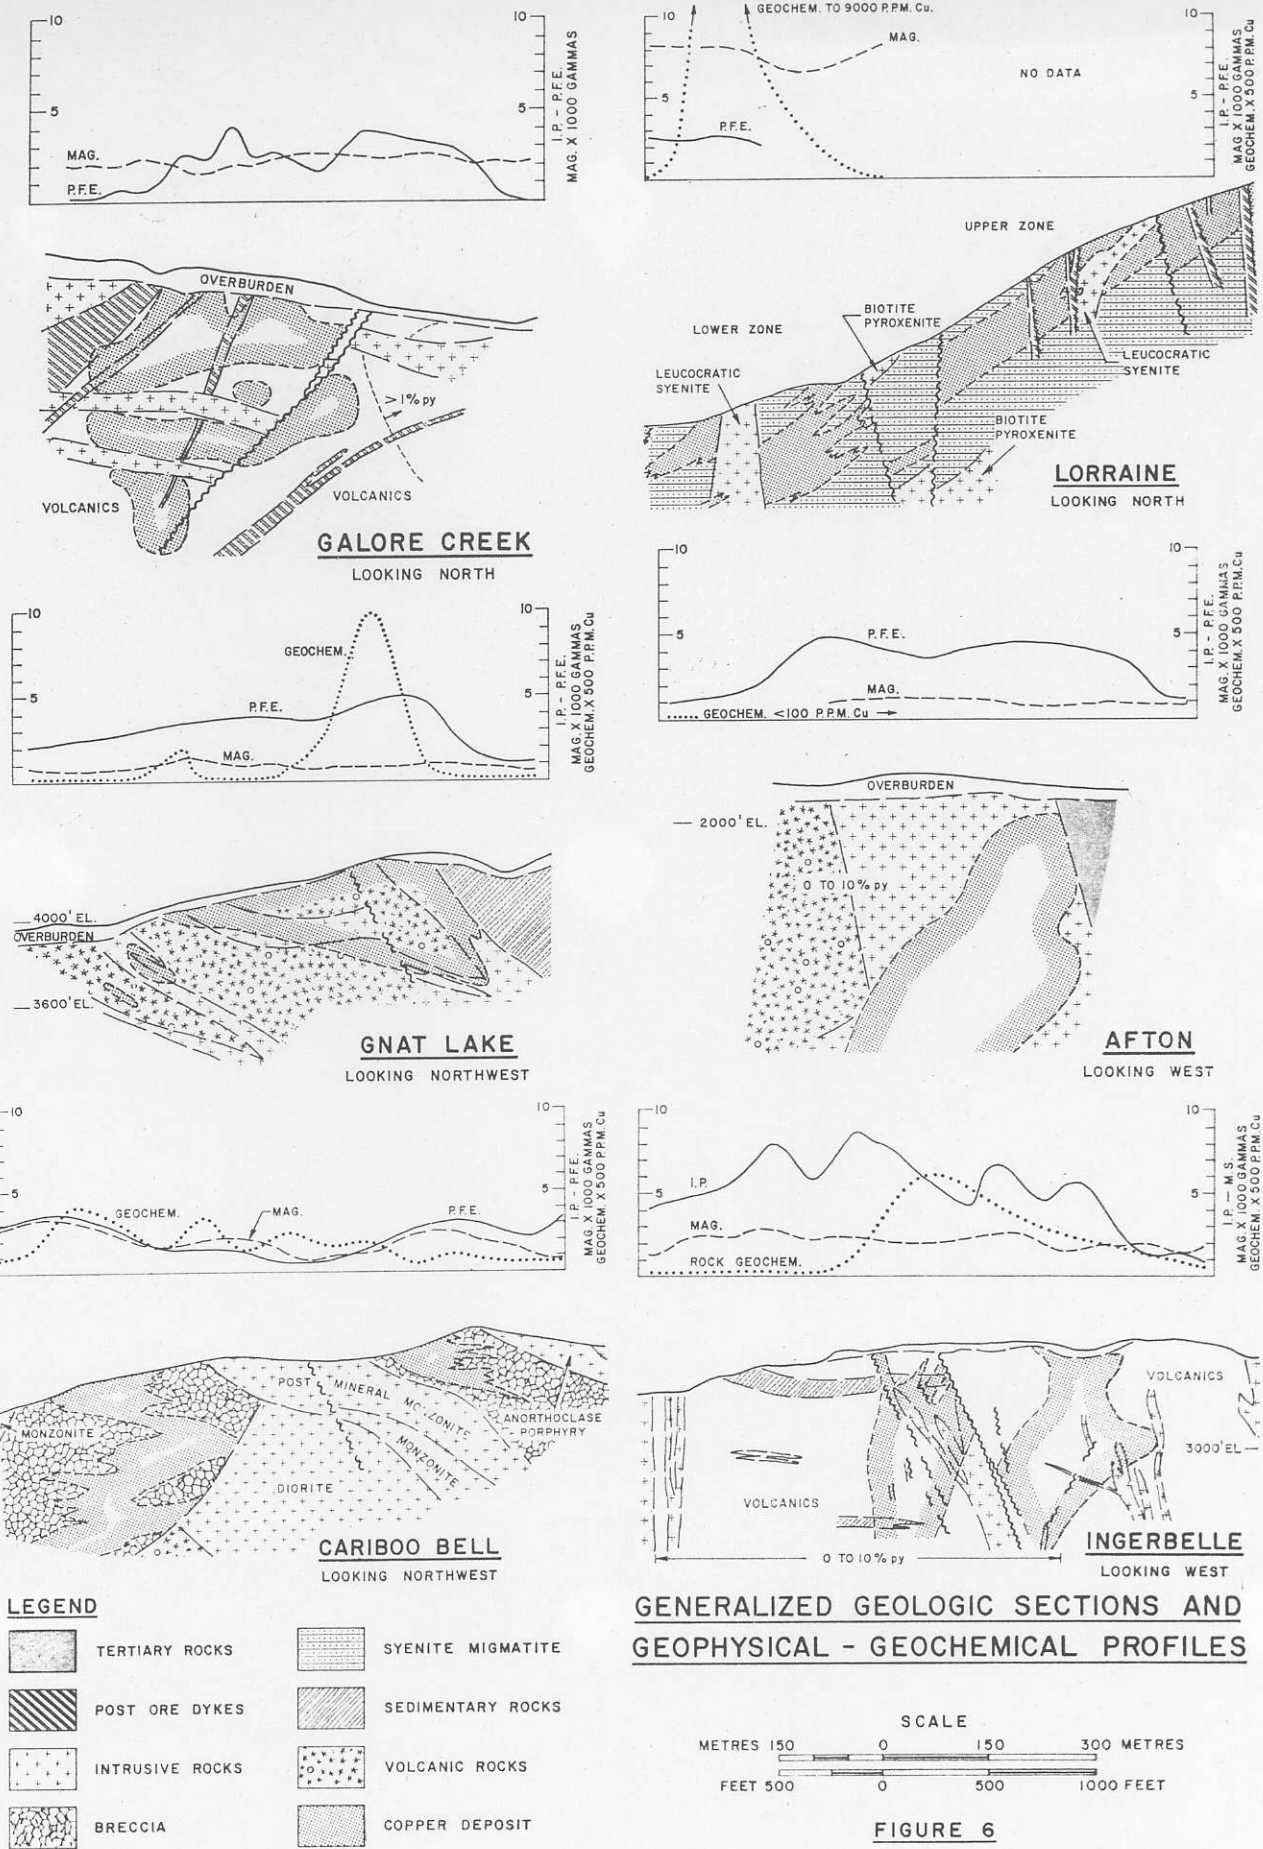 10
10
5
5
MAG.
P.F.E.
I.P. - P.F.E.
MAG. X 1000 GAMMAS
OVERBURDEN
> 1% py
VOLCANICS
VOLCANICS
GALORE CREEK
LOOKING NORTH
GEOCHEM. TO 9000 P.P.M. Cu.
10
10
MAG.
NO DATA
5
5
P.F.E.
I.P. - P.F.E.
MAG X 1000 GAMMAS
GEOCHEM. X 500 P.P.M. Cu
UPPER ZONE
BIOTITE
PYROXENITE
LOWER ZONE
LEUCOCRATIC
SYENITE
LEUCOCRATIC
SYENITE
BIOTITE
PYROXENITE
LORRAINE
LOOKING NORTH
10
10
GEOCHEM.
5
5
P.F.E.
MAG.
I.P. - P.F.E.
MAG. X 1000 GAMMAS
GEOCHEM. X 500 P.P.M. Cu
4000' EL.
OVERBURDEN
3600' EL.
GNAT LAKE
LOOKING NORTHWEST
10
10
5
5
P.F.E.
MAG.
GEOCHEM. <100 P.P.M. Cu
I.P. - P.F.E.
MAG. X 1000 GAMMAS
GEOCHEM. X 500 P.P.M. Cu
OVERBURDEN
2000' EL.
0 TO 10% py
AFTON
LOOKING WEST
10
10
5
5
GEOCHEM.
MAG.
P.F.E.
I.P. - P.F.E.
MAG. X 1000 GAMMAS
GEOCHEM. X 500 P.P.M. Cu
POST MINERAL MONZONITE
MONZONITE
ANORTHOCLASE
PORPHYRY
MONZONITE
DIORITE
CARIBOO BELL
LOOKING NORTHWEST
10
10
5
5
I.P.
MAG.
ROCK GEOCHEM.
I.P. - M.S.
MAG. X 1000 GAMMAS
GEOCHEM. X 500 P.P.M. Cu
VOLCANICS
3000' EL
VOLCANICS
0 TO 10% py
INGERBELLE
LOOKING WEST
LEGEND
TERTIARY ROCKS
POST ORE DYKES
INTRUSIVE ROCKS
BRECCIA
SYENITE MIGMATITE
SEDIMENTARY ROCKS
VOLCANIC ROCKS
COPPER DEPOSIT
GENERALIZED GEOLOGIC SECTIONS AND
GEOPHYSICAL - GEOCHEMICAL PROFILES
SCALE
METRES 150 0 150 300 METRES
FEET 500 0 500 1000 FEET
FIGURE 6